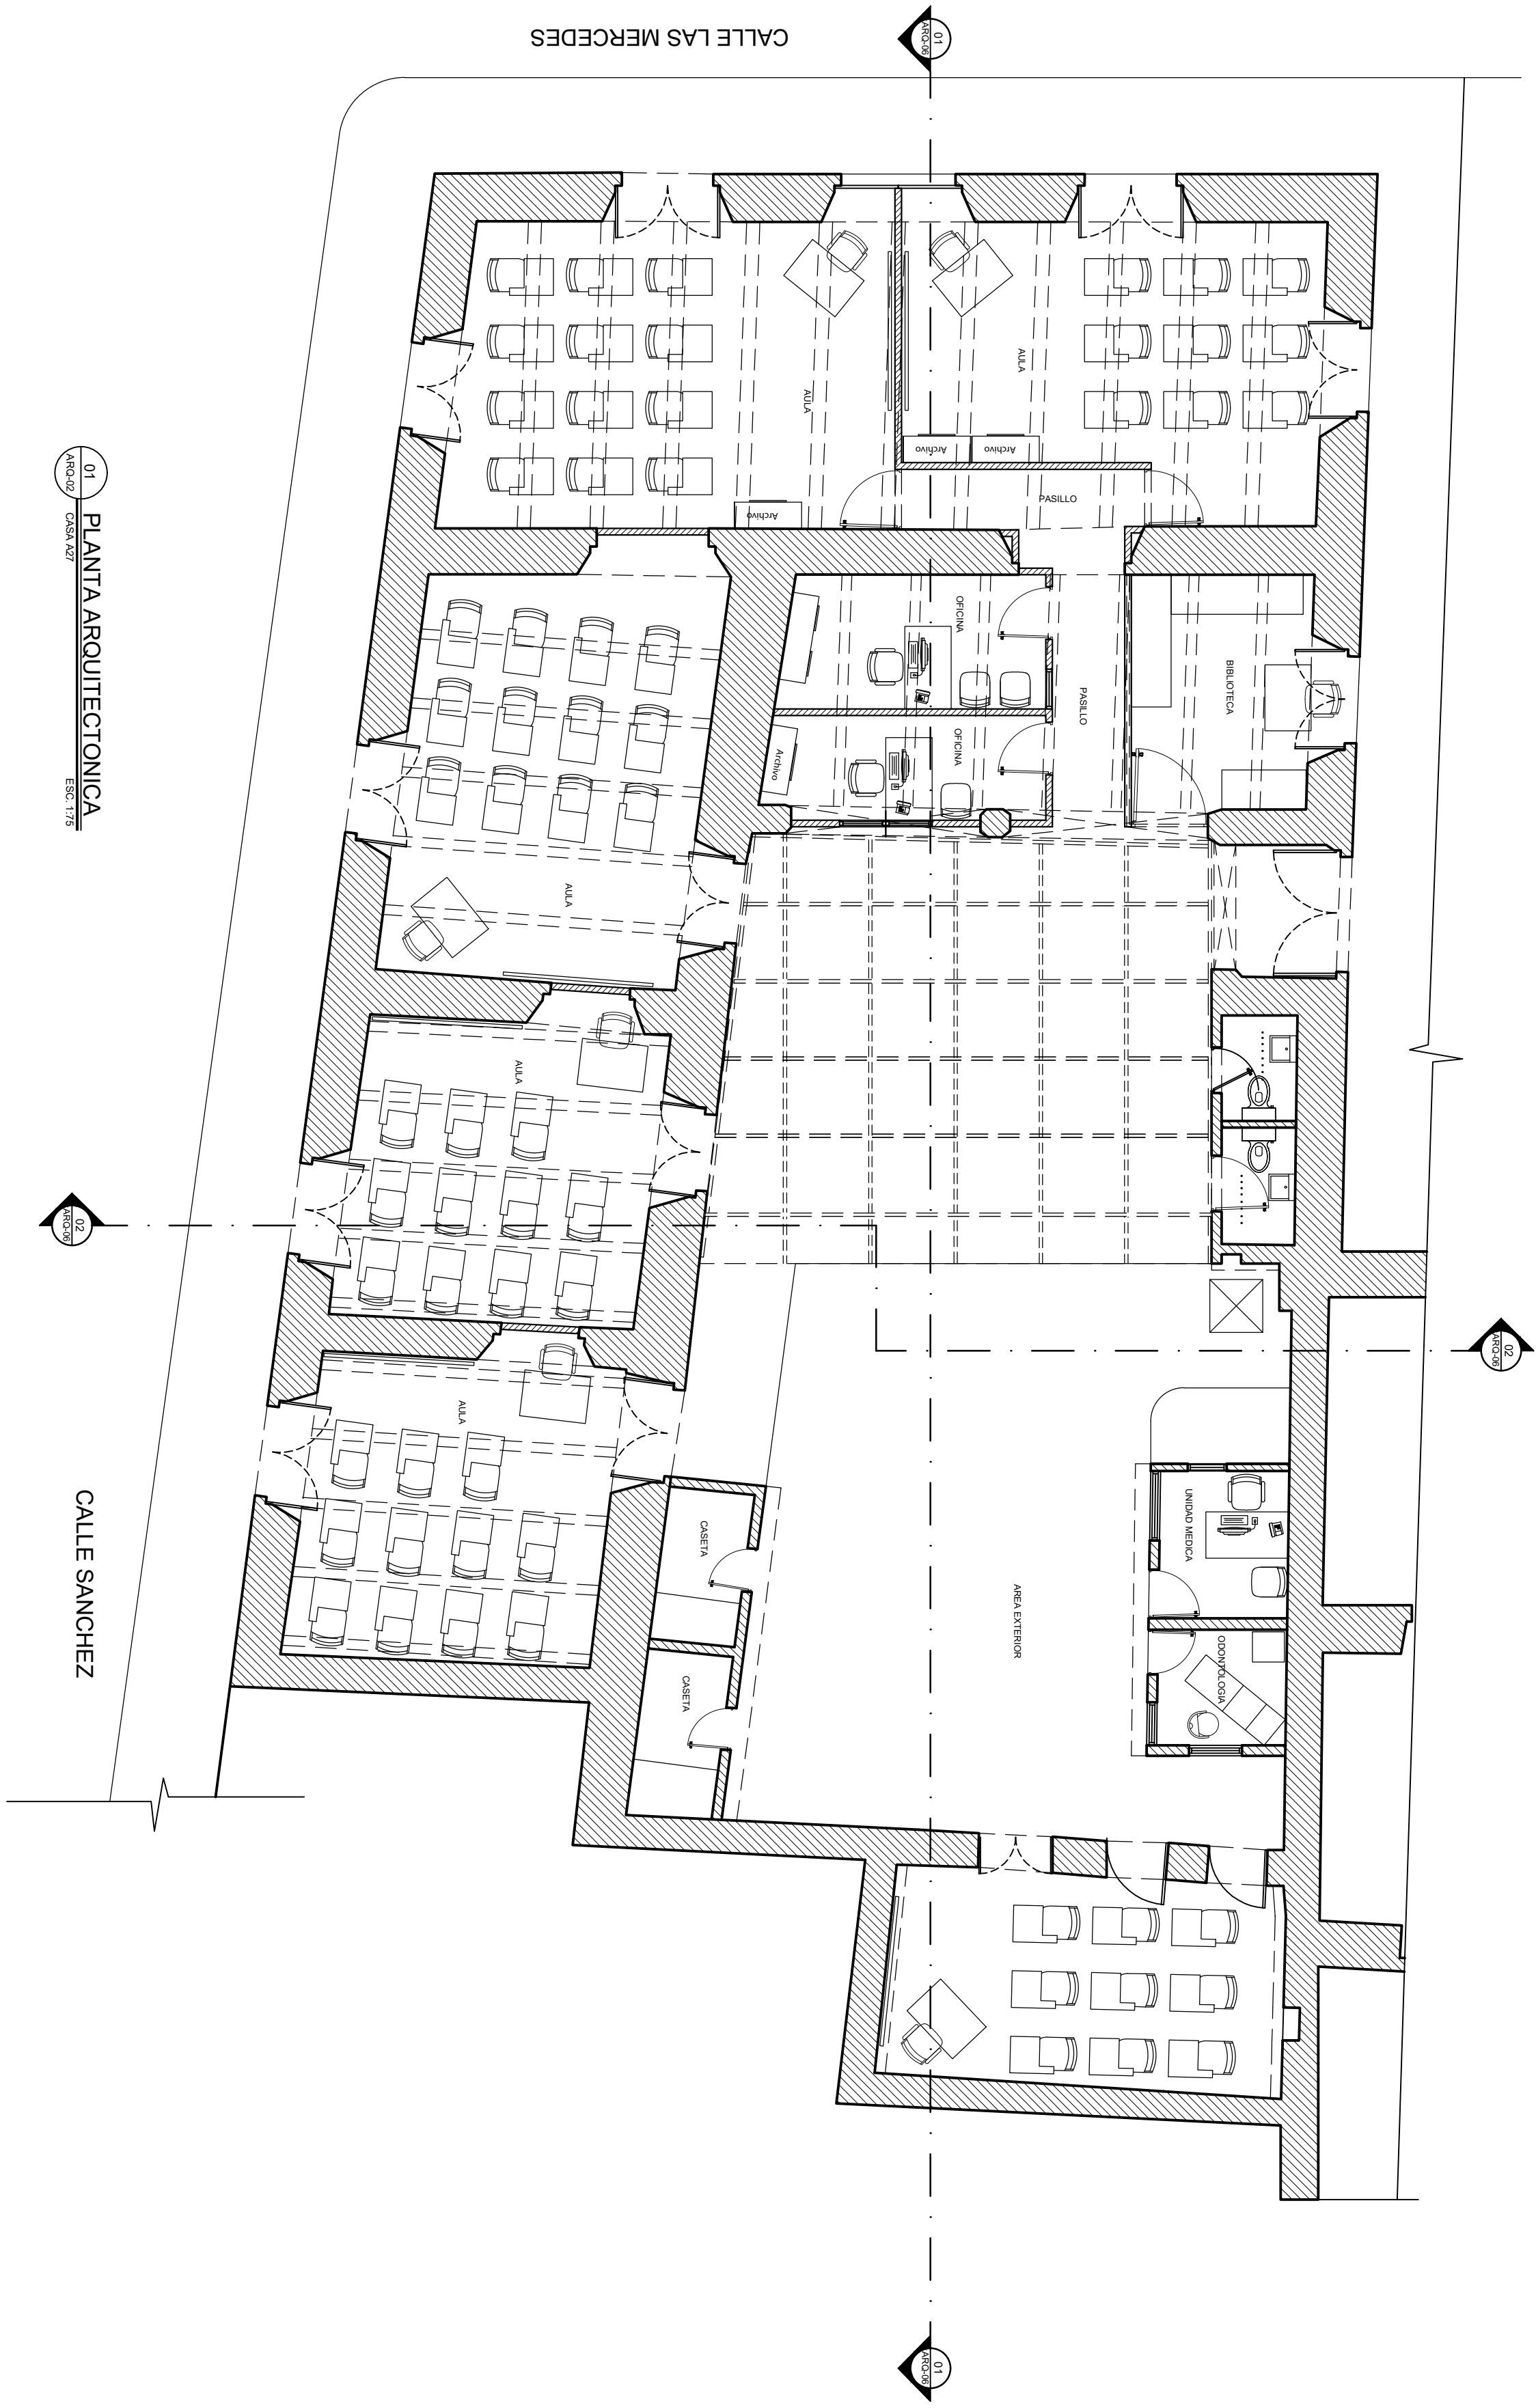 CALLE LAS MERCEDES
01
ARQ-06
AULA
AULA
Archivo
Archivo
Archivo
PASILLO
OFICINA
OFICINA
Archivo
PASILLO
BIBLIOTECA
AULA
AULA
AULA
02
ARQ-06
02
ARQ-06
UNIDAD MEDICA
ODONTOLOGIA
AREA EXTERIOR
CASETA
CASETA
CALLE SANCHEZ
01
ARQ-06
01
ARQ-02
PLANTA ARQUITECTONICA
CASA A27
ESC. 1:75